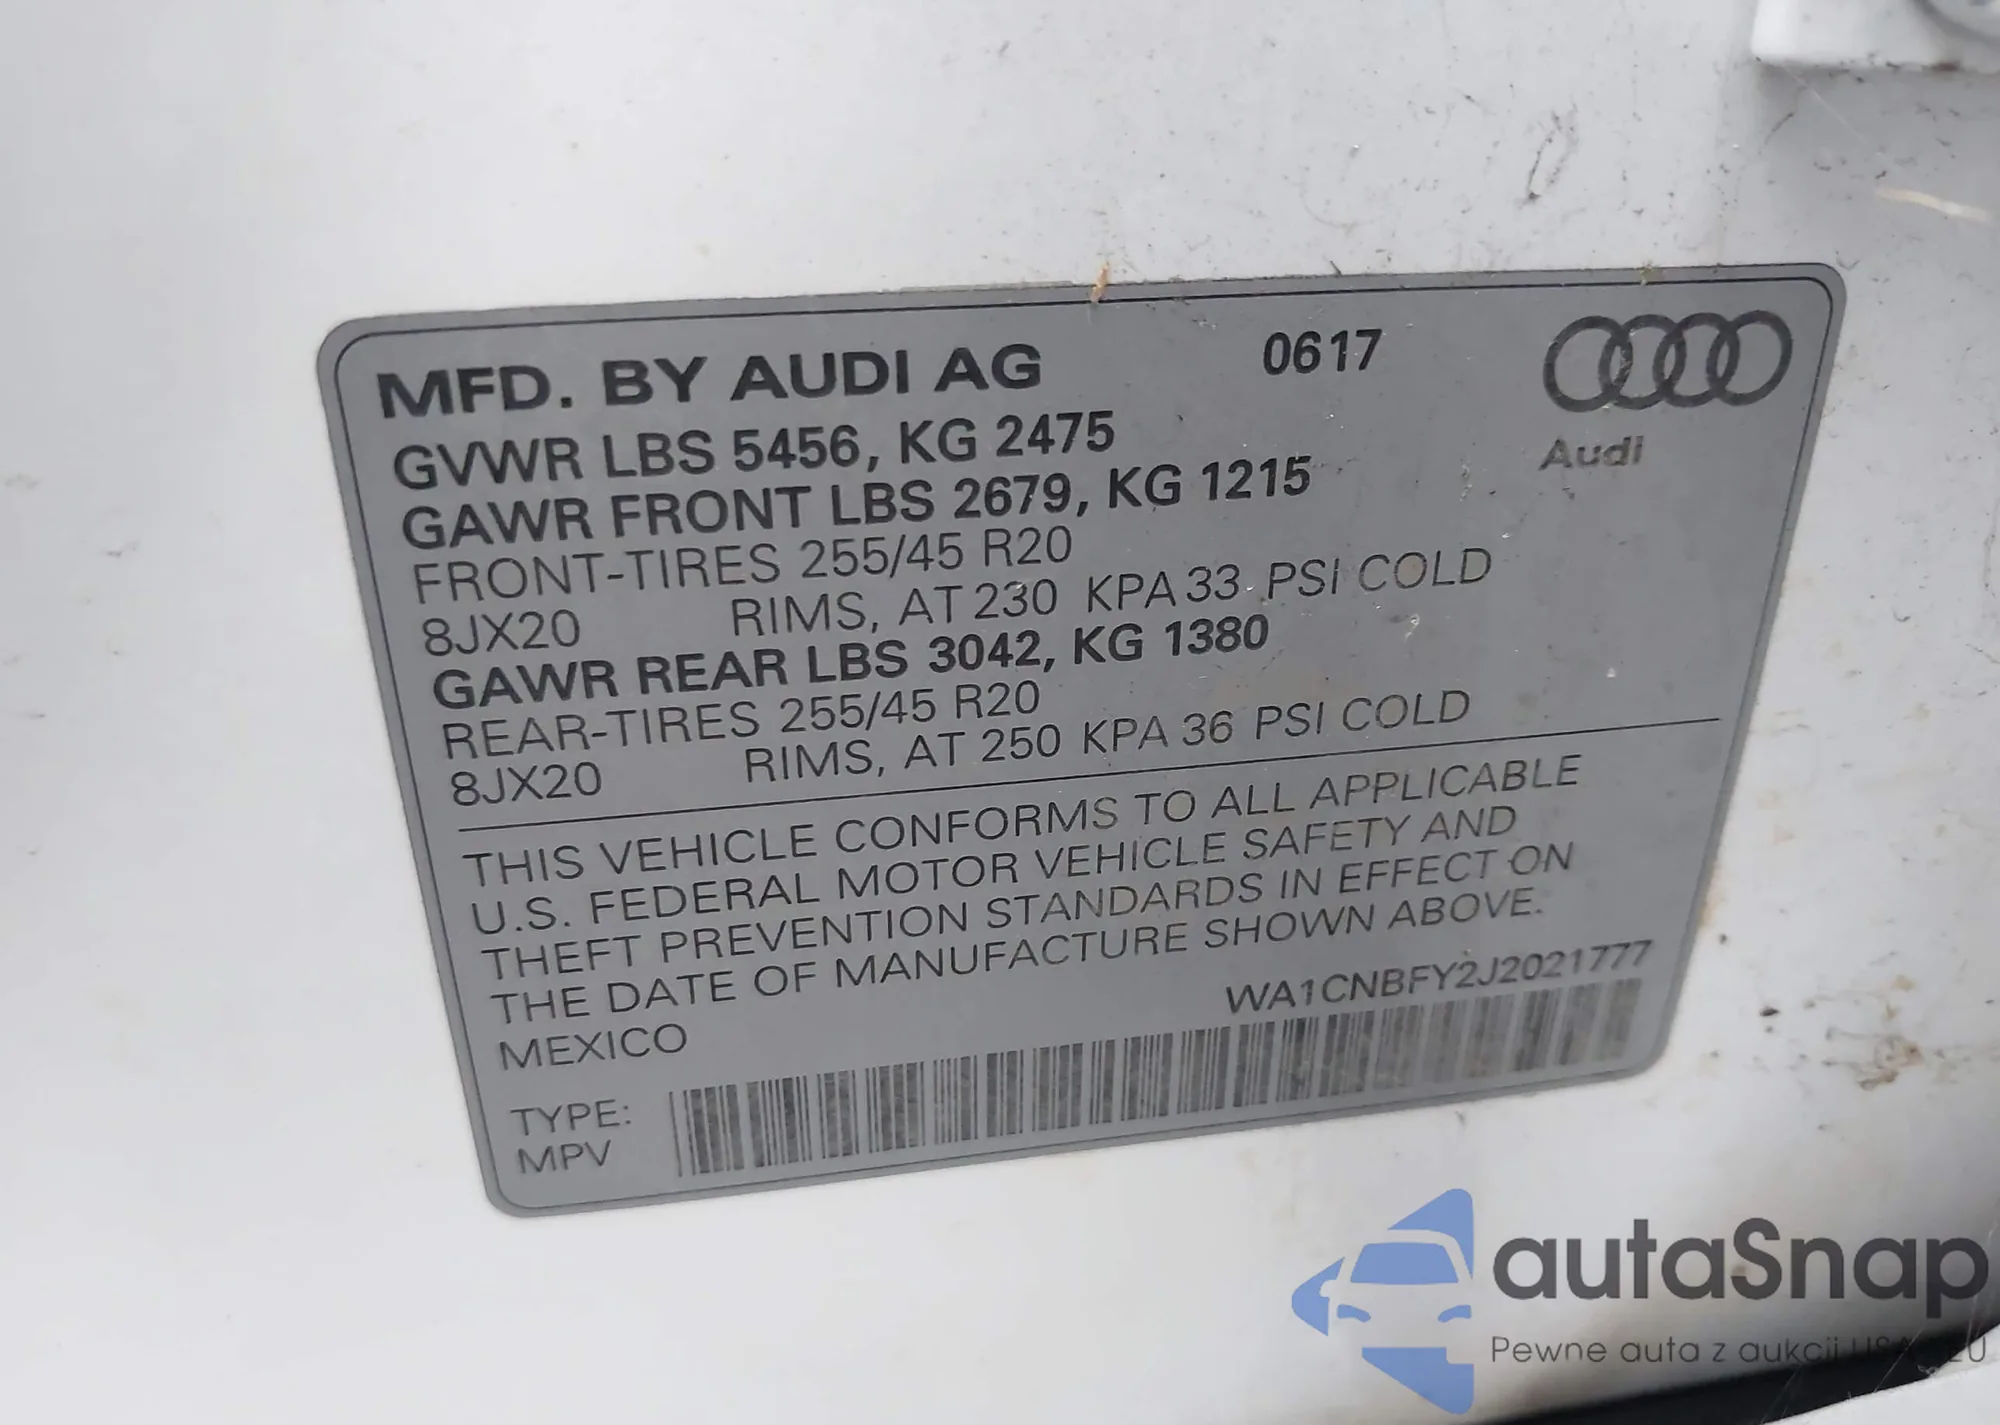 MFD. BY AUDI AG 0617
Audi
GVWR LBS 5456, KG 2475
GAWR FRONT LBS 2679, KG 1215
FRONT-TIRES 255/45 R20
8JX20 RIMS, AT 230 KPA 33 PSI COLD
GAWR REAR LBS 3042, KG 1380
REAR-TIRES 255/45 R20
8JX20 RIMS, AT 250 KPA 36 PSI COLD
THIS VEHICLE CONFORMS TO ALL APPLICABLE
U.S. FEDERAL MOTOR VEHICLE SAFETY AND
THEFT PREVENTION STANDARDS IN EFFECT ON
THE DATE OF MANUFACTURE SHOWN ABOVE.
MEXICO WA1CNBFY2J2021777
TYPE:
MPV
autaSnap
Pewne auta z aukcji USA